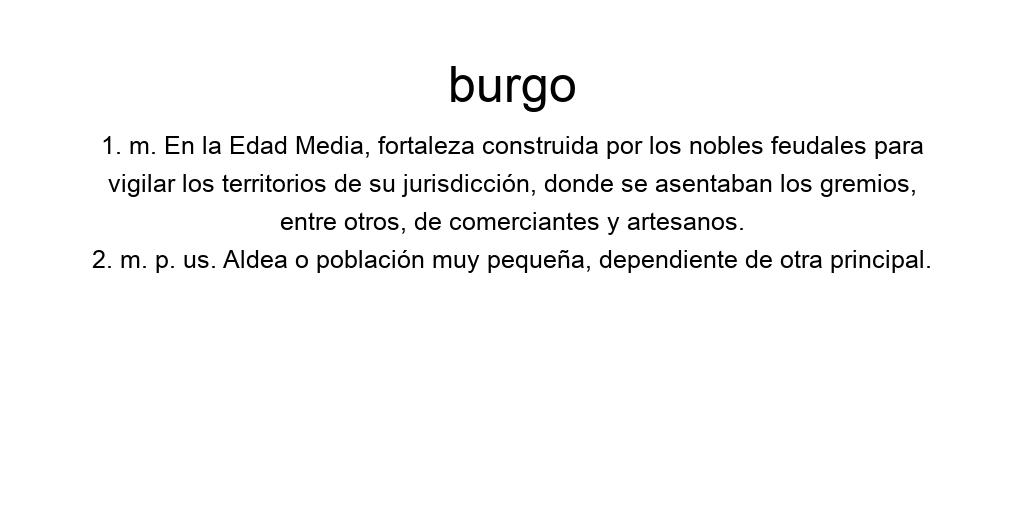 burgo
1. m. En la Edad Media, fortaleza construida por los nobles feudales para
vigilar los territorios de su jurisdicción, donde se asentaban los gremios,
entre otros, de comerciantes y artesanos.
2. m. p. us. Aldea o población muy pequeña, dependiente de otra principal.